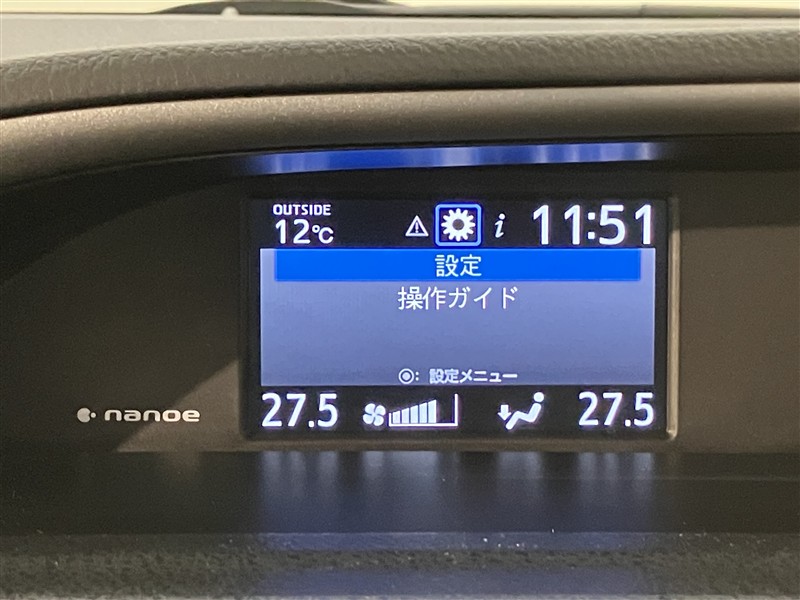 OUTSIDE
12℃
11:51
設定
操作ガイド
◎: 設定メニュー
27.5
27.5
nanoe